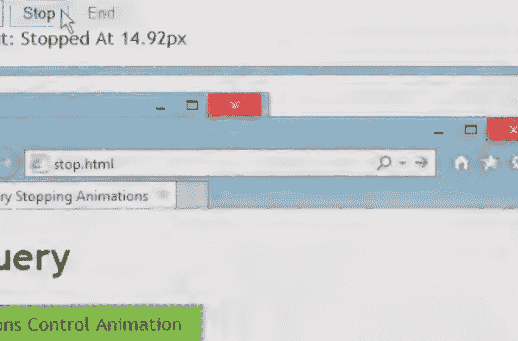 Stop End
t: Stopped At 14.92px
stop.html
ry Stopping Animations
uery
ons Control Animation